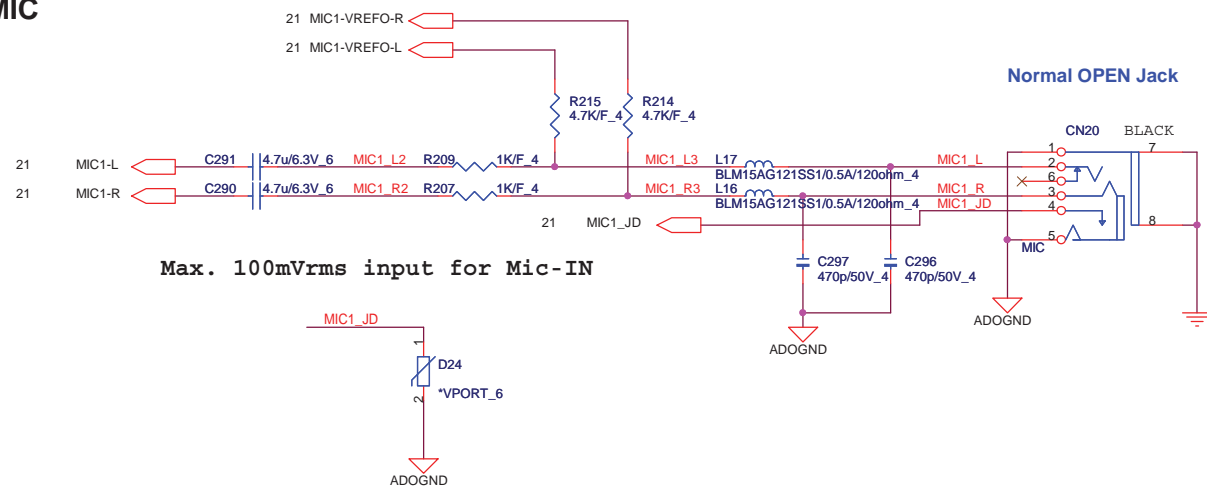 MIC
21 MIC1-VREFO-R
21 MIC1-VREFO-L
Normal OPEN Jack
R215
4.7K/F_4
R214
4.7K/F_4
CN20 BLACK
21 MIC1-L C291 4.7u/6.3V_6 MIC1_L2 R209 1K/F_4 MIC1_L3 L17 MIC1_L
BLM15AG121SS1/0.5A/120ohm_4
21 MIC1-R C290 4.7u/6.3V_6 MIC1_R2 R207 1K/F_4 MIC1_R3 L16 MIC1_R
BLM15AG121SS1/0.5A/120ohm_4 MIC1_JD
21 MIC1_JD
1
2
6
3
4
5
7
8
MIC
Max. 100mVrms input for Mic-IN
C297
470p/50V_4
C296
470p/50V_4
ADOGND
ADOGND
MIC1_JD
1
D24
*VPORT_6
2
ADOGND